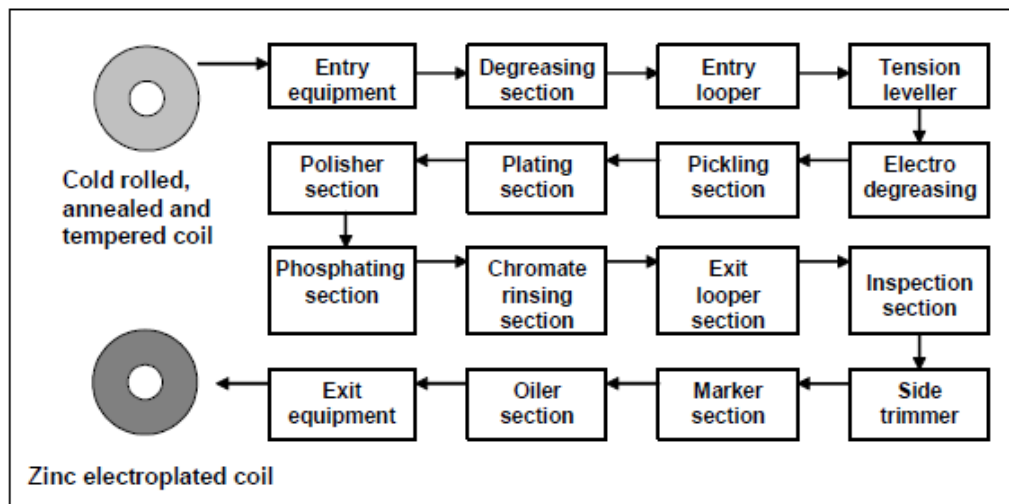 Entry
equipment
Degreasing
section
Entry
looper
Tension
leveller
Cold rolled,
annealed and
tempered coil
Polisher
section
Plating
section
Pickling
section
Electro
degreasing
Phosphating
section
Chromate
rinsing
section
Exit
looper
section
Inspection
section
Exit
equipment
Oiler
section
Marker
section
Side
trimmer
Zinc electroplated coil